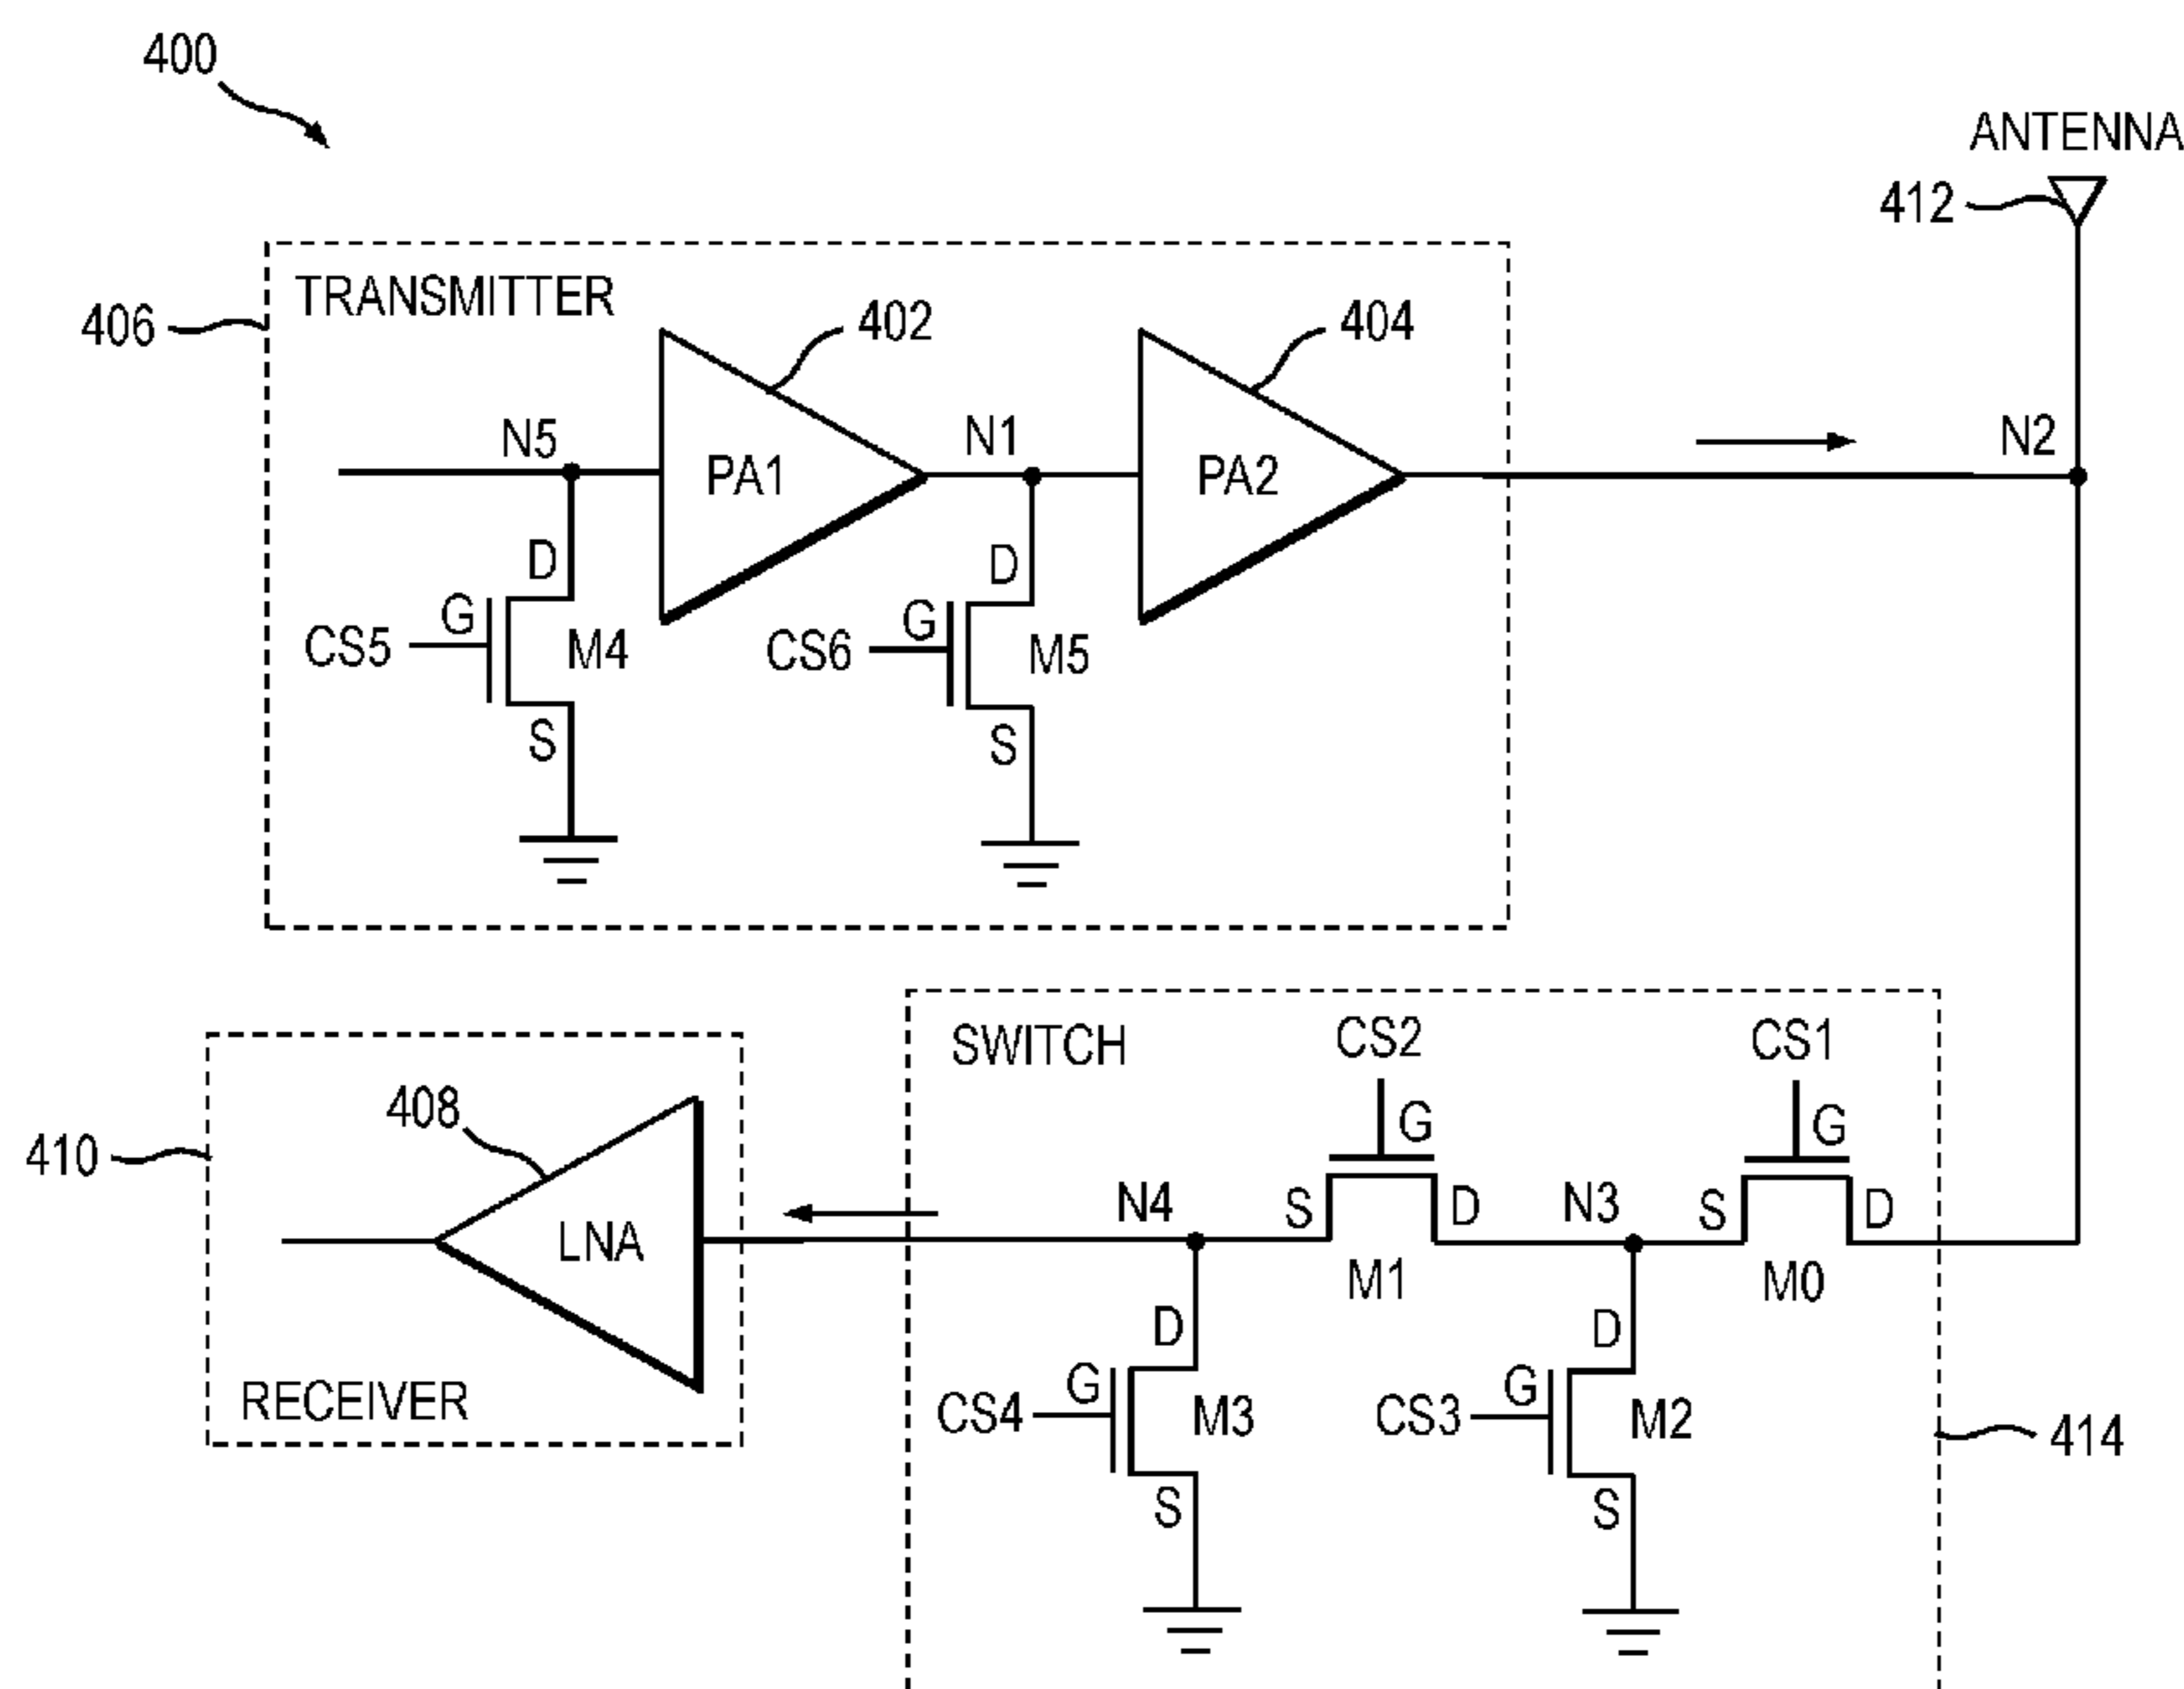 400
ANTENNA
412
TRANSMITTER
406
402
404
N5
N1
N2
PA1
PA2
D
D
G
G
CS5
M4
CS6
M5
S
S
SWITCH
CS2
CS1
408
G
G
410
N4
S
D
N3
S
D
LNA
M1
M0
D
D
RECEIVER
G
G
CS4
M3
CS3
M2
414
S
S